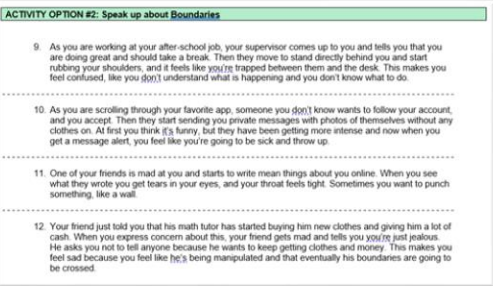 ACTIVITY OPTION #2: Speak up about Boundaries
9. As you are working at your after-school job, your supervisor comes up to you and tells you that you
are doing great and should take a break. Then they move to stand directly behind you and start
rubbing your shoulders, and it feels like you're trapped between them and the desk. This makes you
feel confused, like you don't understand what is happening and you don't know what to do.
10. As you are scrolling through your favorite app, someone you don't know wants to follow your account,
and you accept. Then they start sending you private messages with photos of themselves without any
clothes on. At first you think it's funny, but they have been getting more intense and now when you
get a message alert, you feel like you're going to be sick and throw up.
11. One of your friends is mad at you and starts to write mean things about you online. When you see
what they wrote you get tears in your eyes, and your throat feels tight. Sometimes you want to punch
something, like a wall.
12. Your friend just told you that his math tutor has started buying him new clothes and giving him a lot of
cash. When you express concern about this, your friend gets mad and tells you you're just jealous.
He asks you not to tell anyone because he wants to keep getting clothes and money. This makes you
feel sad because you feel like he's being manipulated and that eventually his boundaries are going to
be crossed.